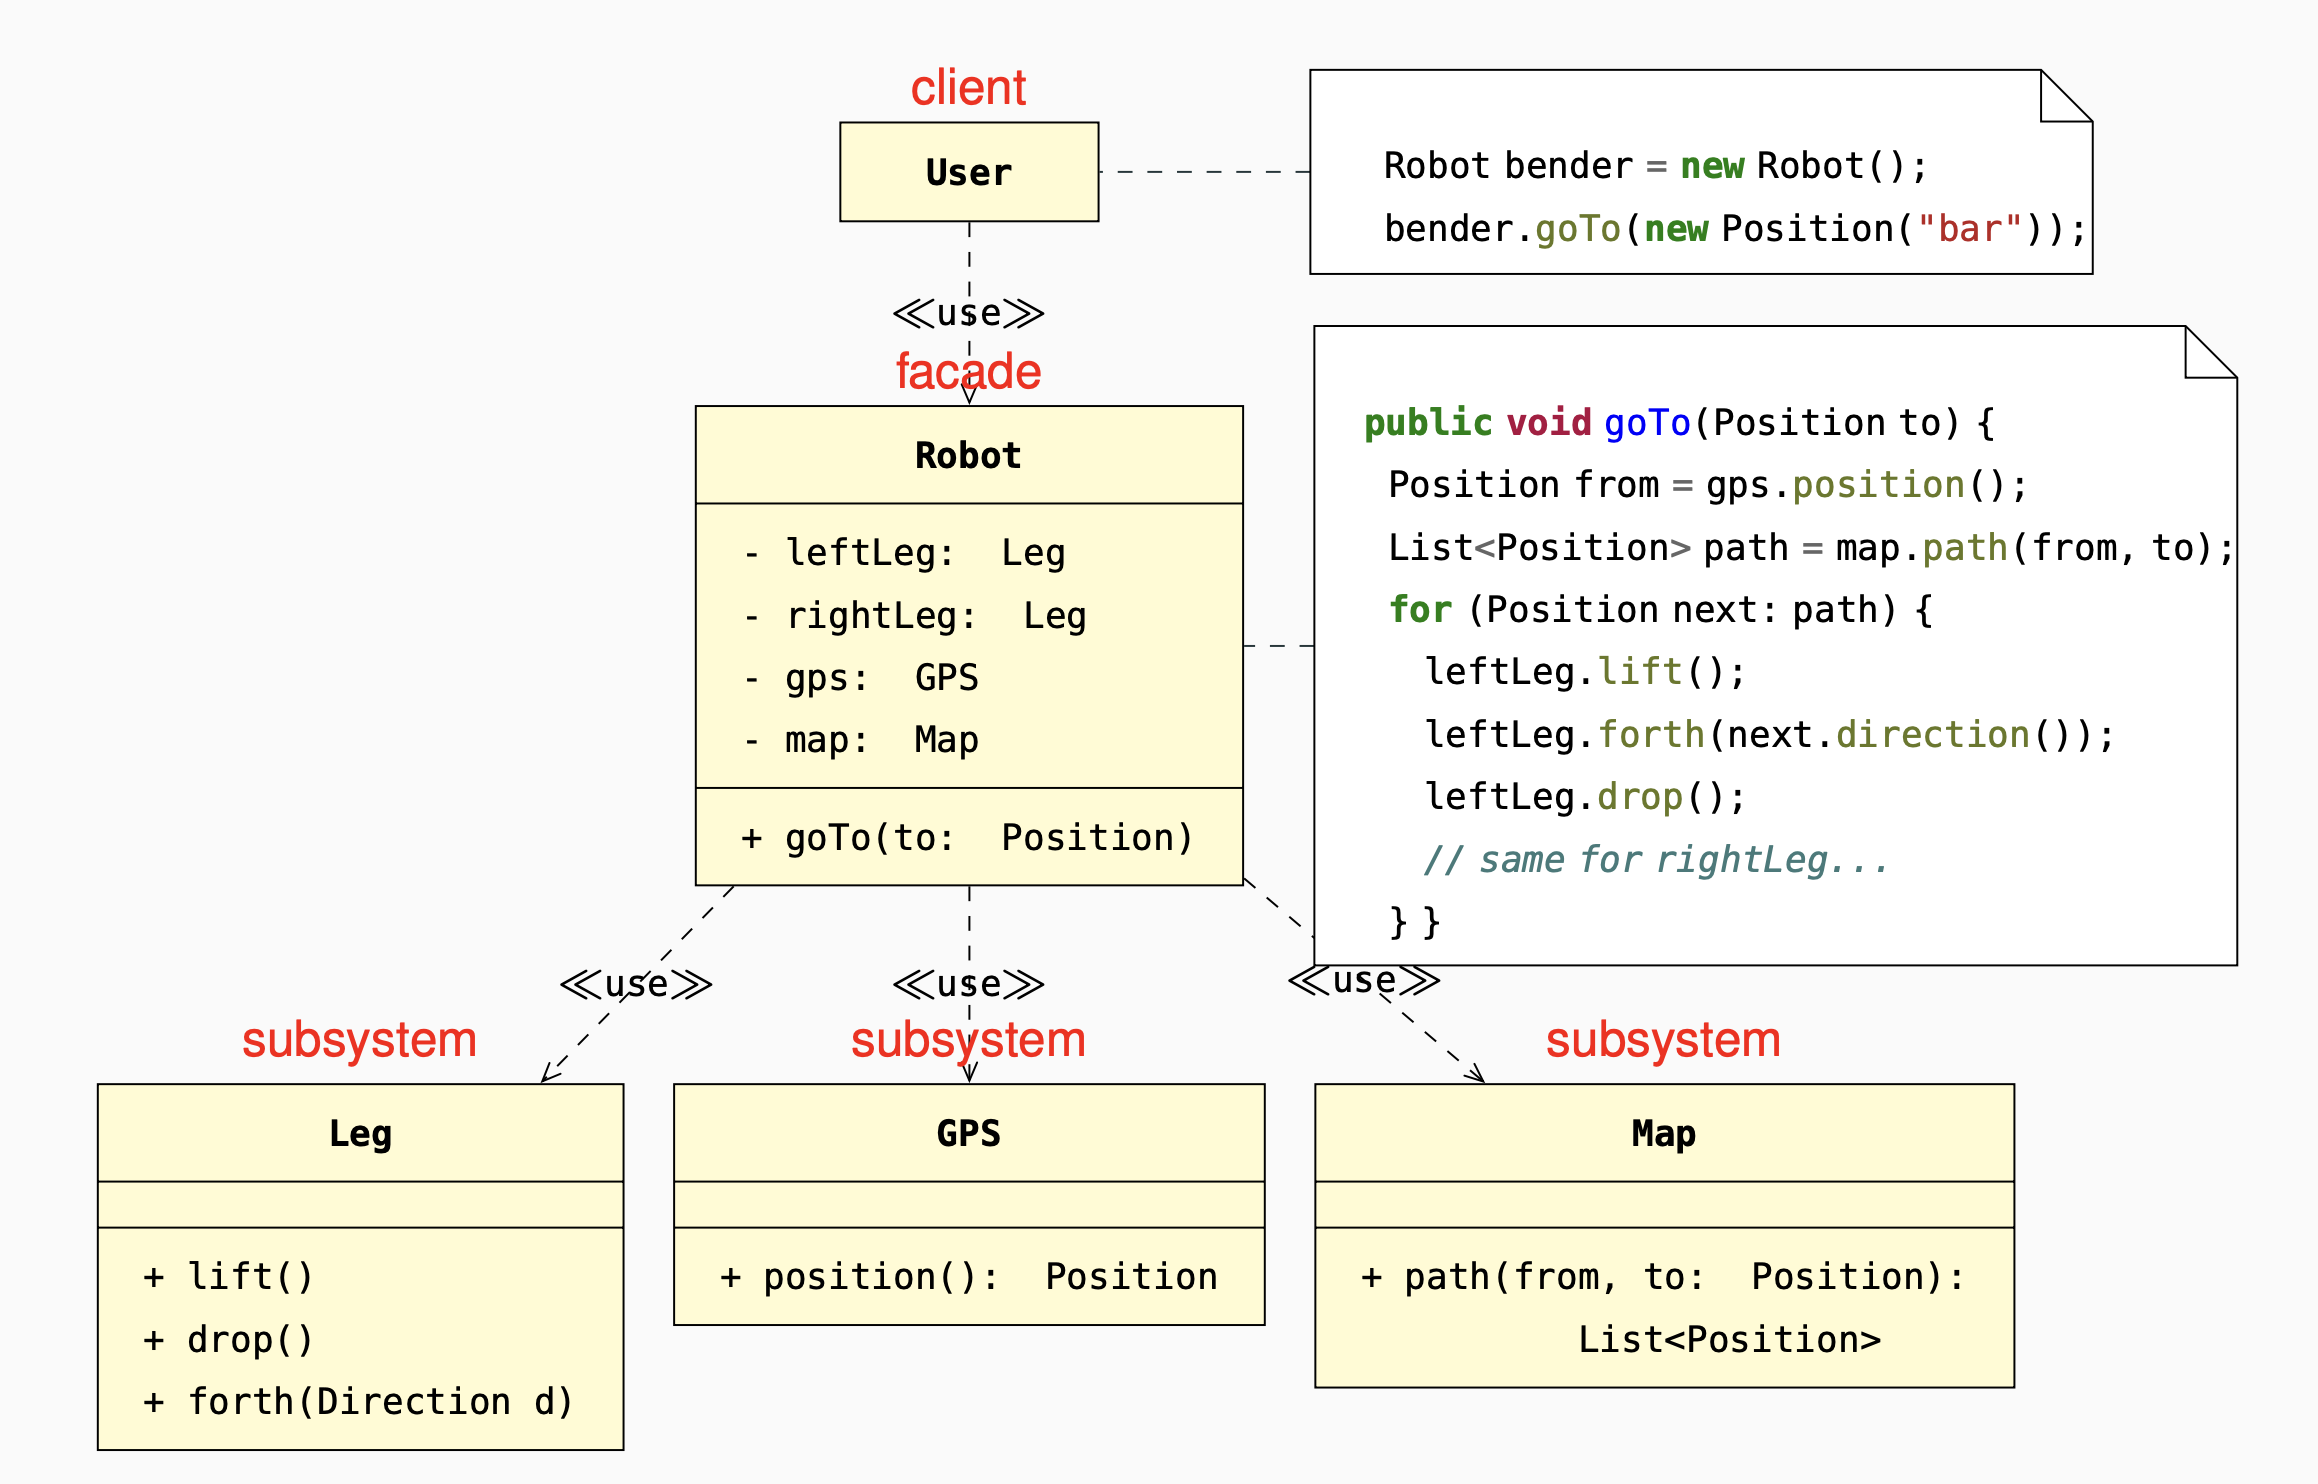 client
User
Robot bender = new Robot();
bender.goTo(new Position("bar"));
≪use≫
facade
Robot
- leftLeg: Leg
- rightLeg: Leg
- gps: GPS
- map: Map
+ goTo(to: Position)
public void goTo(Position to) {
Position from = gps.position();
List<Position> path = map.path(from, to);
for (Position next: path) {
leftLeg.lift();
leftLeg.forth(next.direction());
leftLeg.drop();
// same for rightLeg...
} }
≪use≫
≪use≫
≪use≫
subsystem
Leg
+ lift()
+ drop()
+ forth(Direction d)
subsystem
GPS
+ position(): Position
subsystem
Map
+ path(from, to: Position):
List<Position>